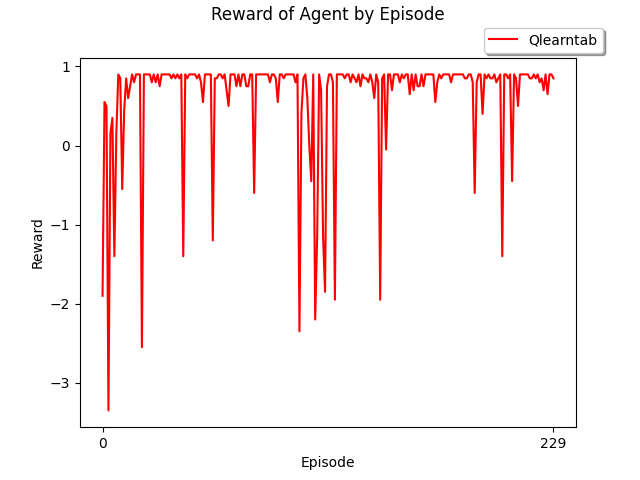 Reward of Agent by Episode
Qlearntab
1
0
−1
−2
−3
Reward
0
229
Episode